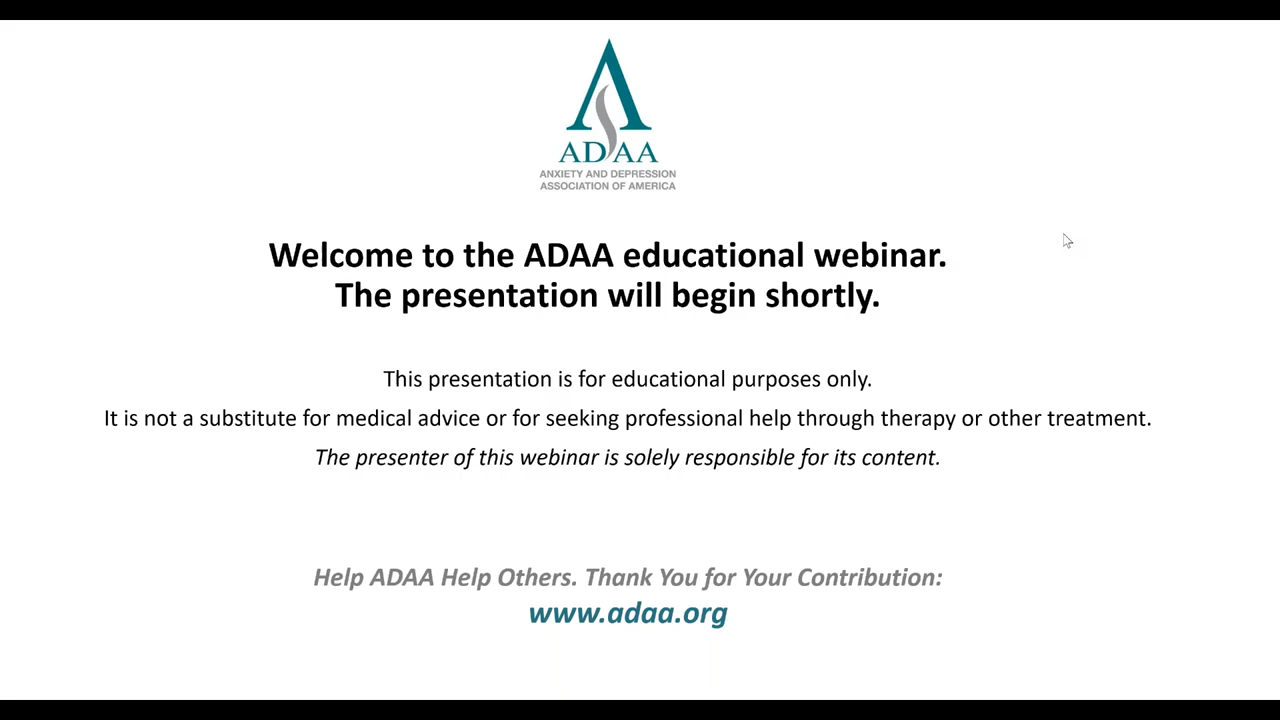 ADAA
ANXIETY AND DEPRESSION
ASSOCIATION OF AMERICA
Welcome to the ADAA educational webinar.
The presentation will begin shortly.
This presentation is for educational purposes only.
It is not a substitute for medical advice or for seeking professional help through therapy or other treatment.
The presenter of this webinar is solely responsible for its content.
Help ADAA Help Others. Thank You for Your Contribution:
www.adaa.org